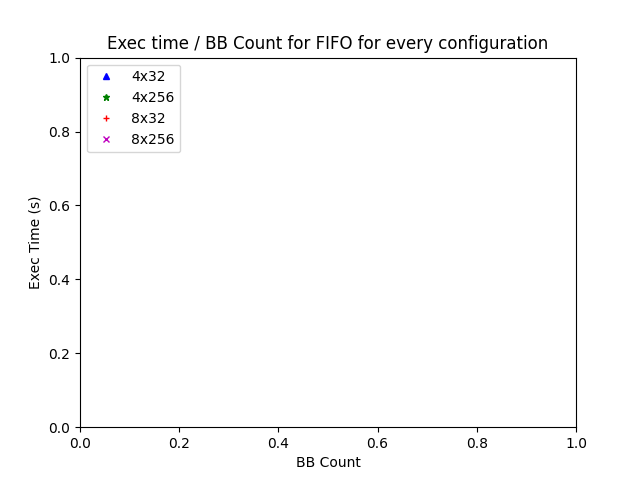 Exec time / BB Count for FIFO for every configuration
1.0
0.8
0.6
0.4
0.2
0.0
Exec Time (s)
4x32
4x256
8x32
8x256
0.0 0.2 0.4 0.6 0.8 1.0
BB Count